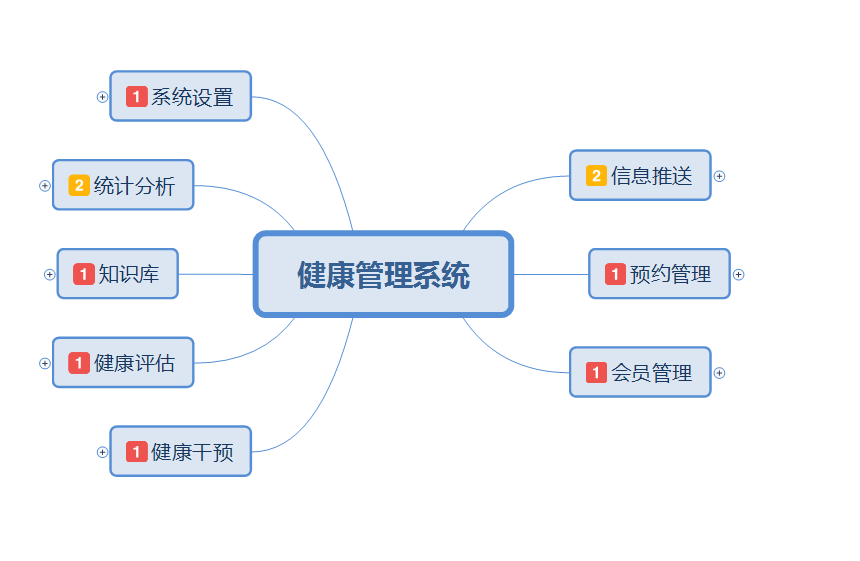 1 系统设置
2 统计分析
1 知识库
1 健康评估
1 健康干预
健康管理系统
2 信息推送
1 预约管理
1 会员管理